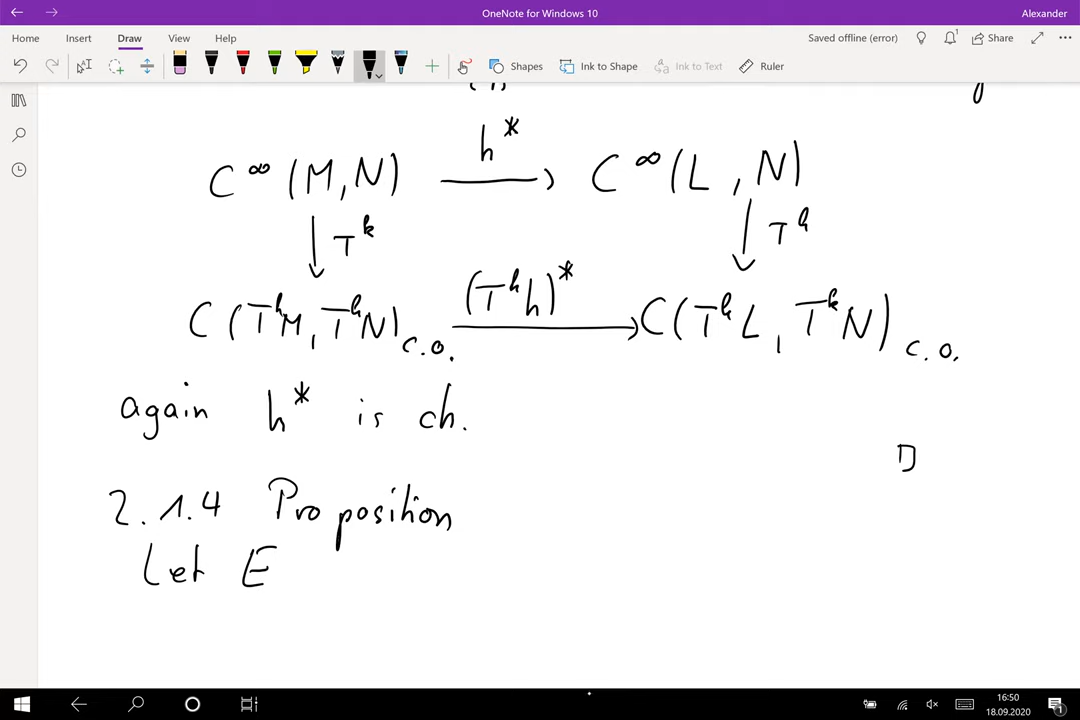 OneNote for Windows 10
Alexander
Home Insert Draw View Help
Saved offline (error) Share
Shapes Ink to Shape Ink to Text Ruler
h*
C^∞(M,N) → C^∞(L,N)
↓ T^k ↓ T^k
(T^k h)*
C(T^k M, T^k N)_c.o. → C(T^k L, T^k N)_c.o.
again h* is ch.
2.1.4 Proposition
Let E
16:50
18.09.2020